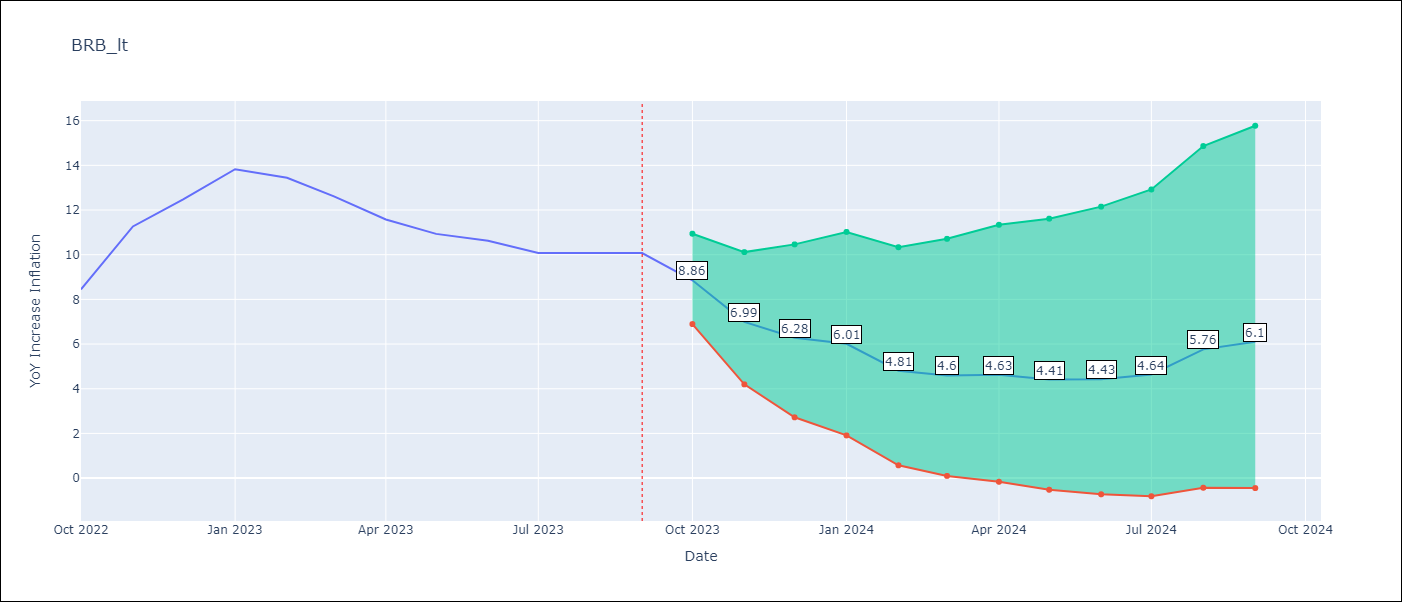 BRB_lt
YoY Increase Inflation
16
14
12
10
8
6
4
2
0
8.86
6.99
6.28
6.01
4.81
4.6
4.63
4.41
4.43
4.64
5.76
6.1
Oct 2022
Jan 2023
Apr 2023
Jul 2023
Oct 2023
Jan 2024
Apr 2024
Jul 2024
Oct 2024
Date